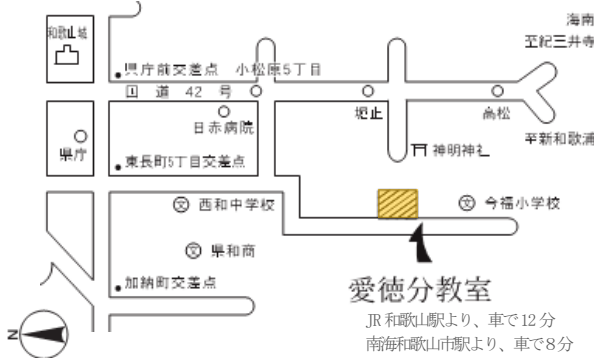 和歌山城
海南
至紀三井寺
県庁前交差点 小松原5丁目
国道42号
堀止
高松
日赤病院
県庁
神明神社
至新和歌浦
東長町5丁目交差点
文 西和中学校
文 今福小学校
文 県和商
加納町交差点
愛徳分教室
JR和歌山駅より、車で12分
南海和歌山市駅より、車で8分
N